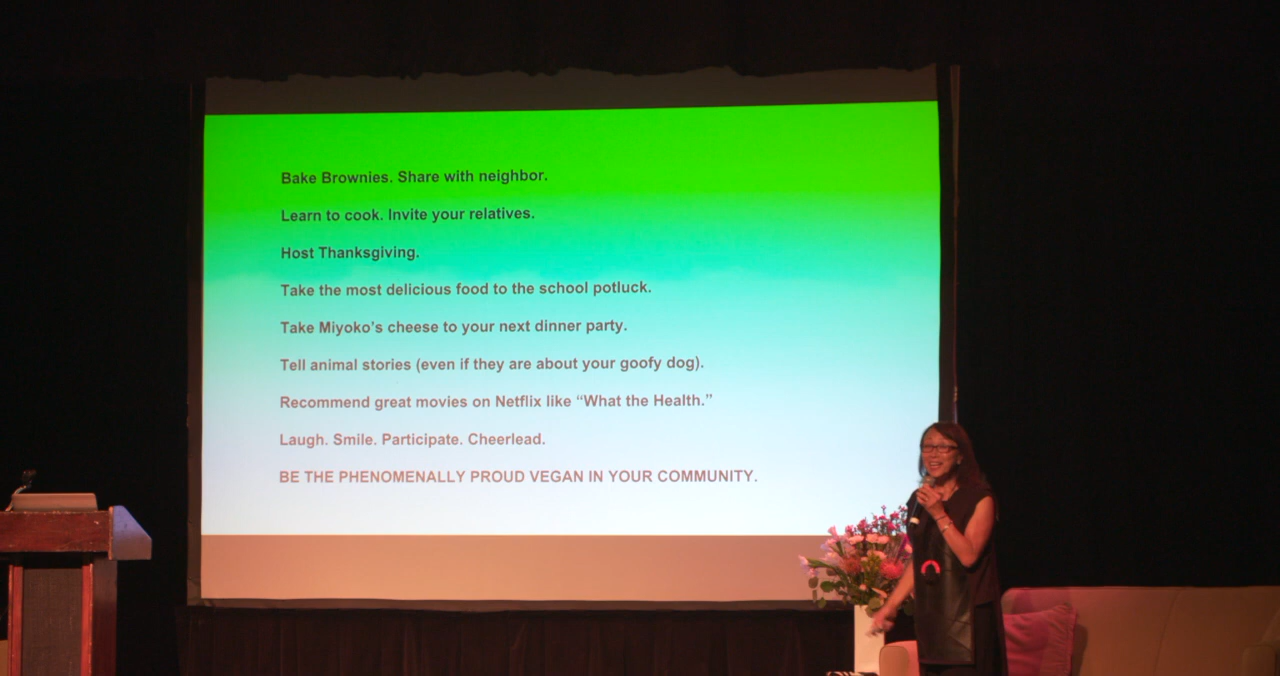 Bake Brownies. Share with neighbor.
Learn to cook. Invite your relatives.
Host Thanksgiving.
Take the most delicious food to the school potluck.
Take Miyoko’s cheese to your next dinner party.
Tell animal stories (even if they are about your goofy dog).
Recommend great movies on Netflix like “What the Health.”
Laugh. Smile. Participate. Cheerlead.
BE THE PHENOMENALLY PROUD VEGAN IN YOUR COMMUNITY.